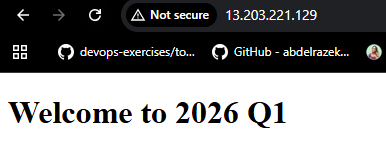 Not secure 13.203.221.129
devops-exercises/to... GitHub - abdelrazek...
Welcome to 2026 Q1